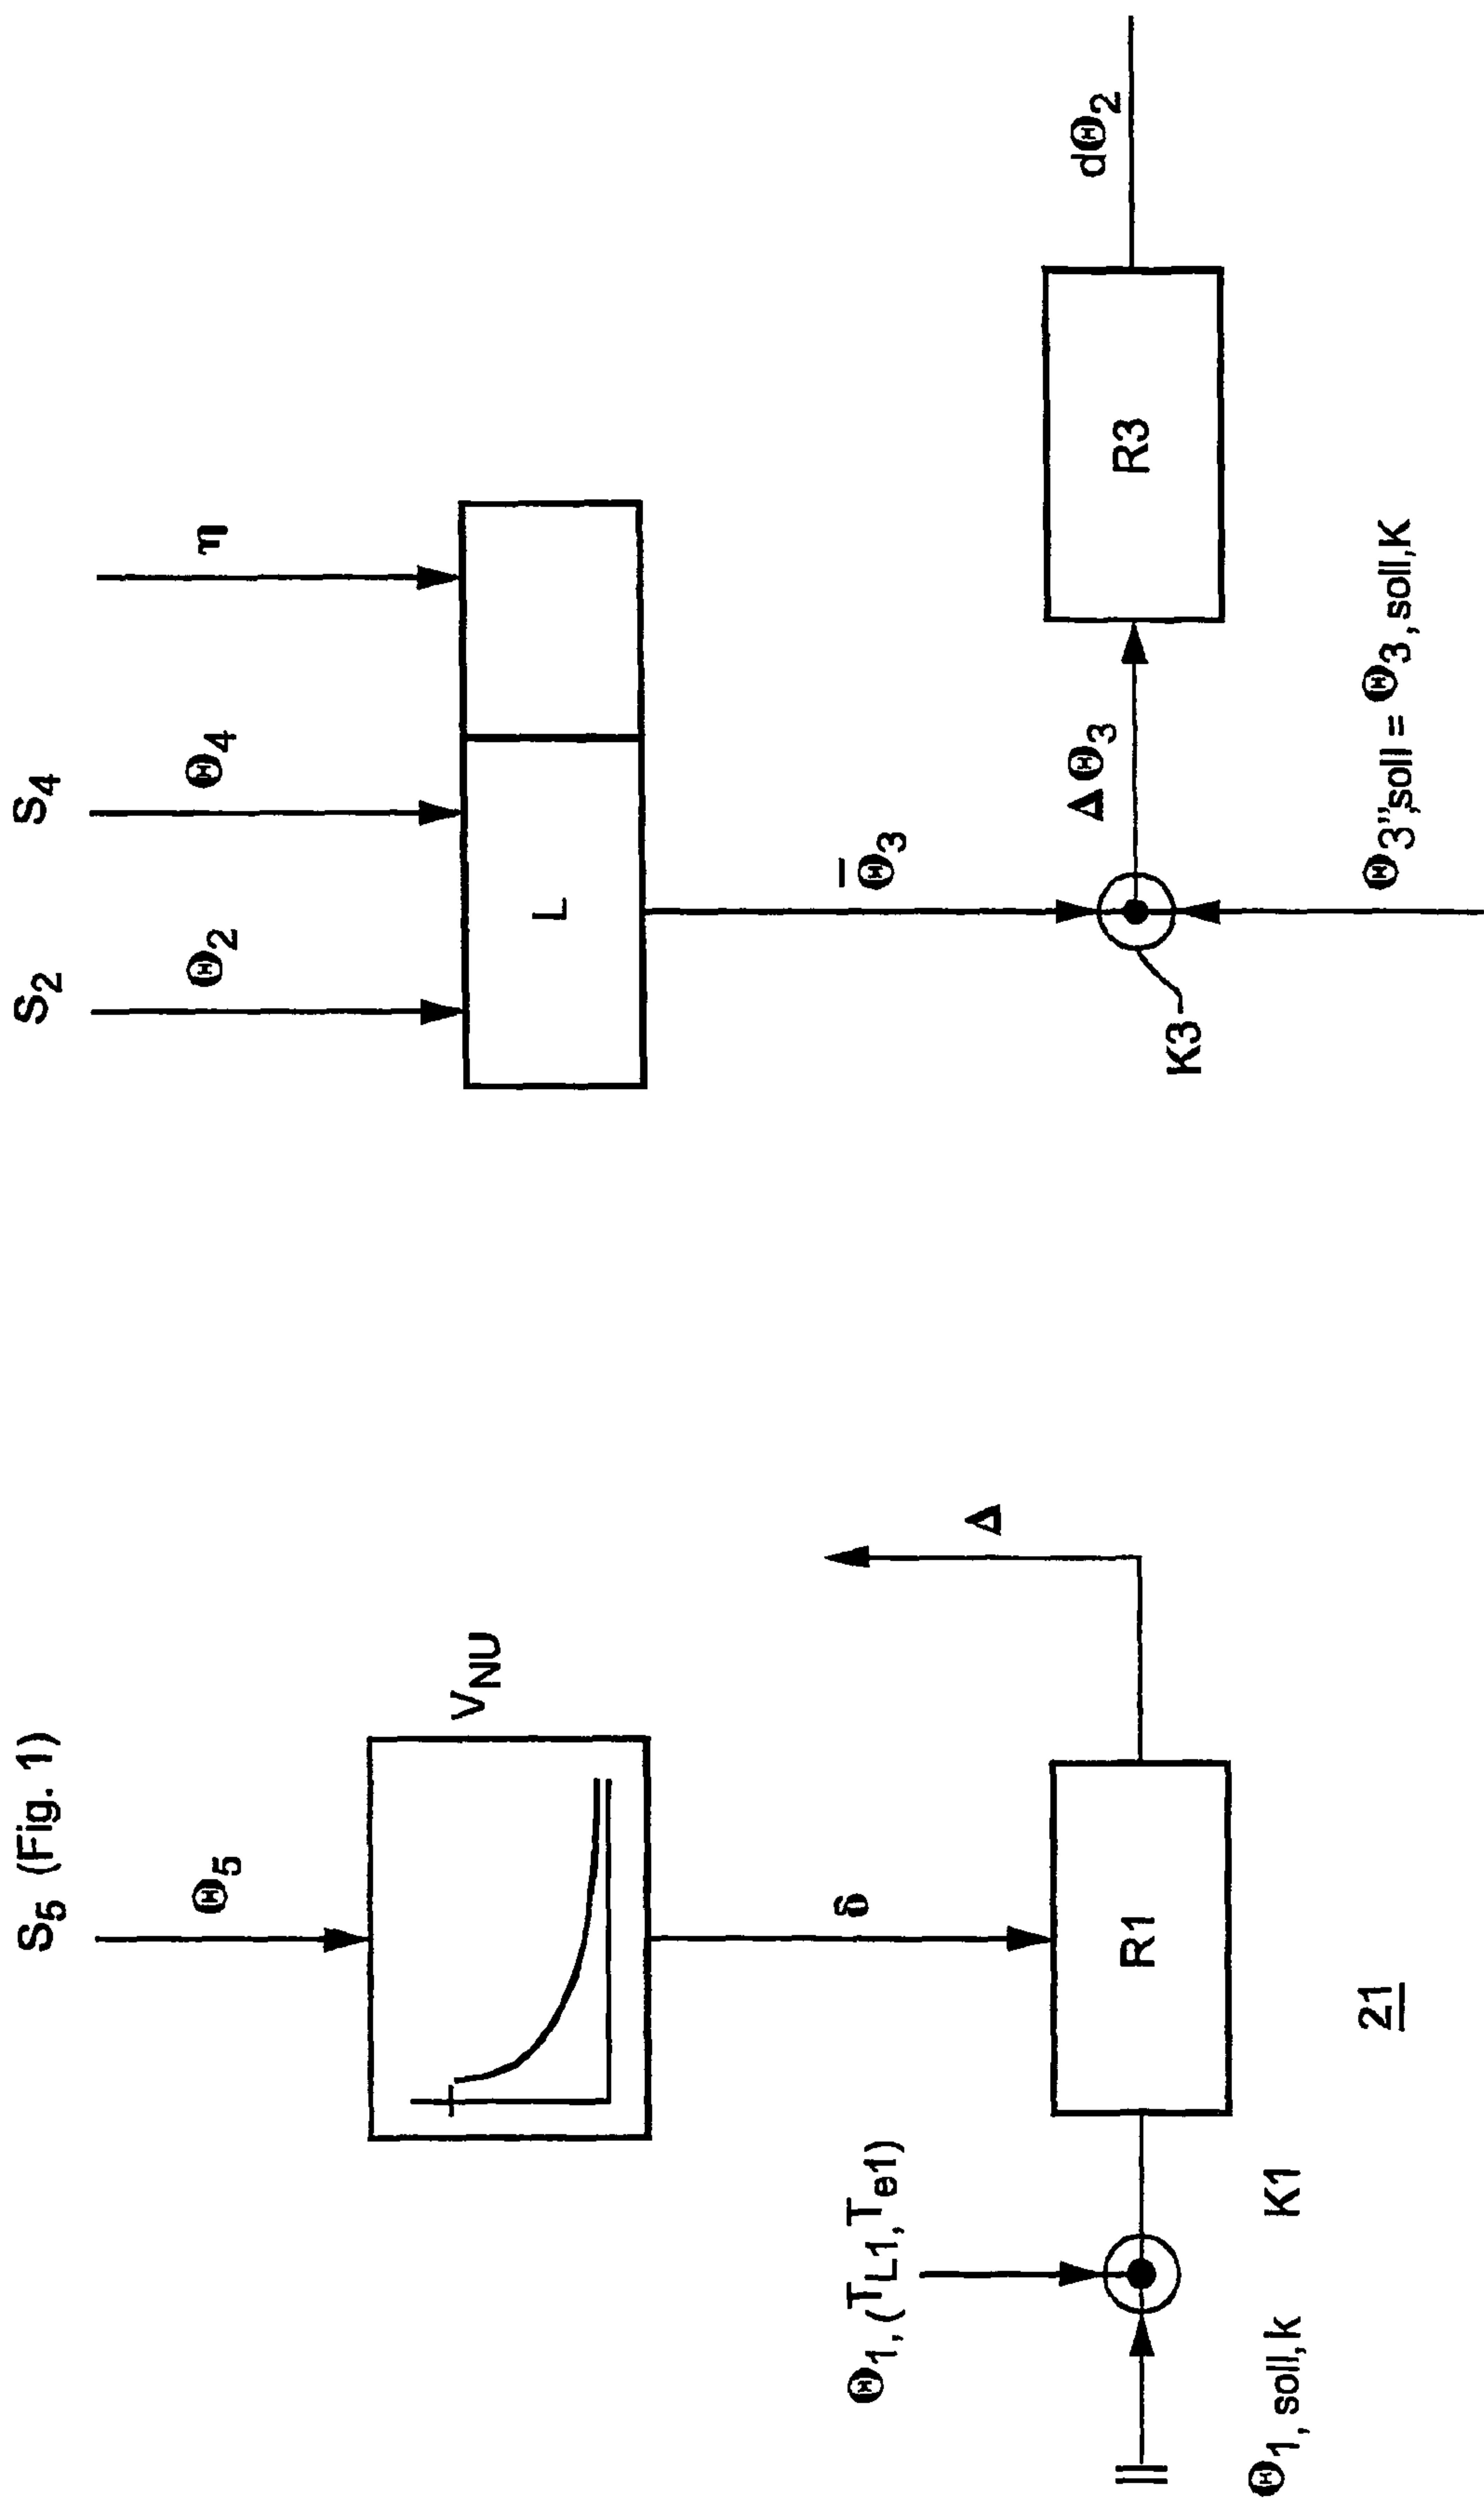 S5 (Fig. 1)
S2
S4
Θ5
Θ2
Θ4
η
VNU
L
Θ1,(TL1,Te1)
δ
Δ
Θ̅3
ΔΘ3
dΘ2
R1
R3
K3
Θ1, soll,k
K1
21
Θ3",soll = Θ3, soll,K